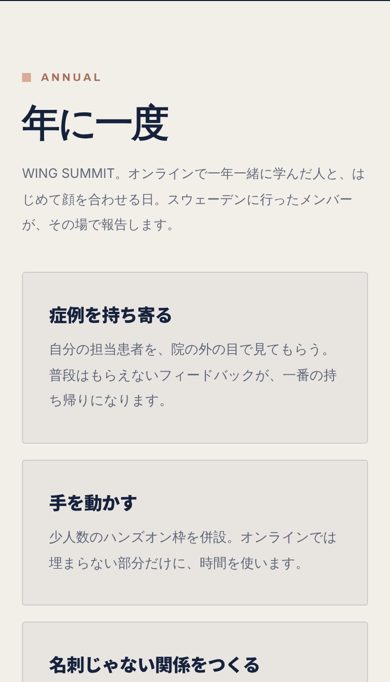 ANNUAL
年に一度
WING SUMMIT。オンラインで一年一緒に学んだ人と、は
じめて顔を合わせる日。スウェーデンに行ったメンバー
が、その場で報告します。
症例を持ち寄る
自分の担当患者を、院の外の目で見てもらう。
普段はもらえないフィードバックが、一番の持
ち帰りになります。
手を動かす
少人数のハンズオン枠を併設。オンラインでは
埋まらない部分だけに、時間を使います。
名刺じゃない関係をつくる